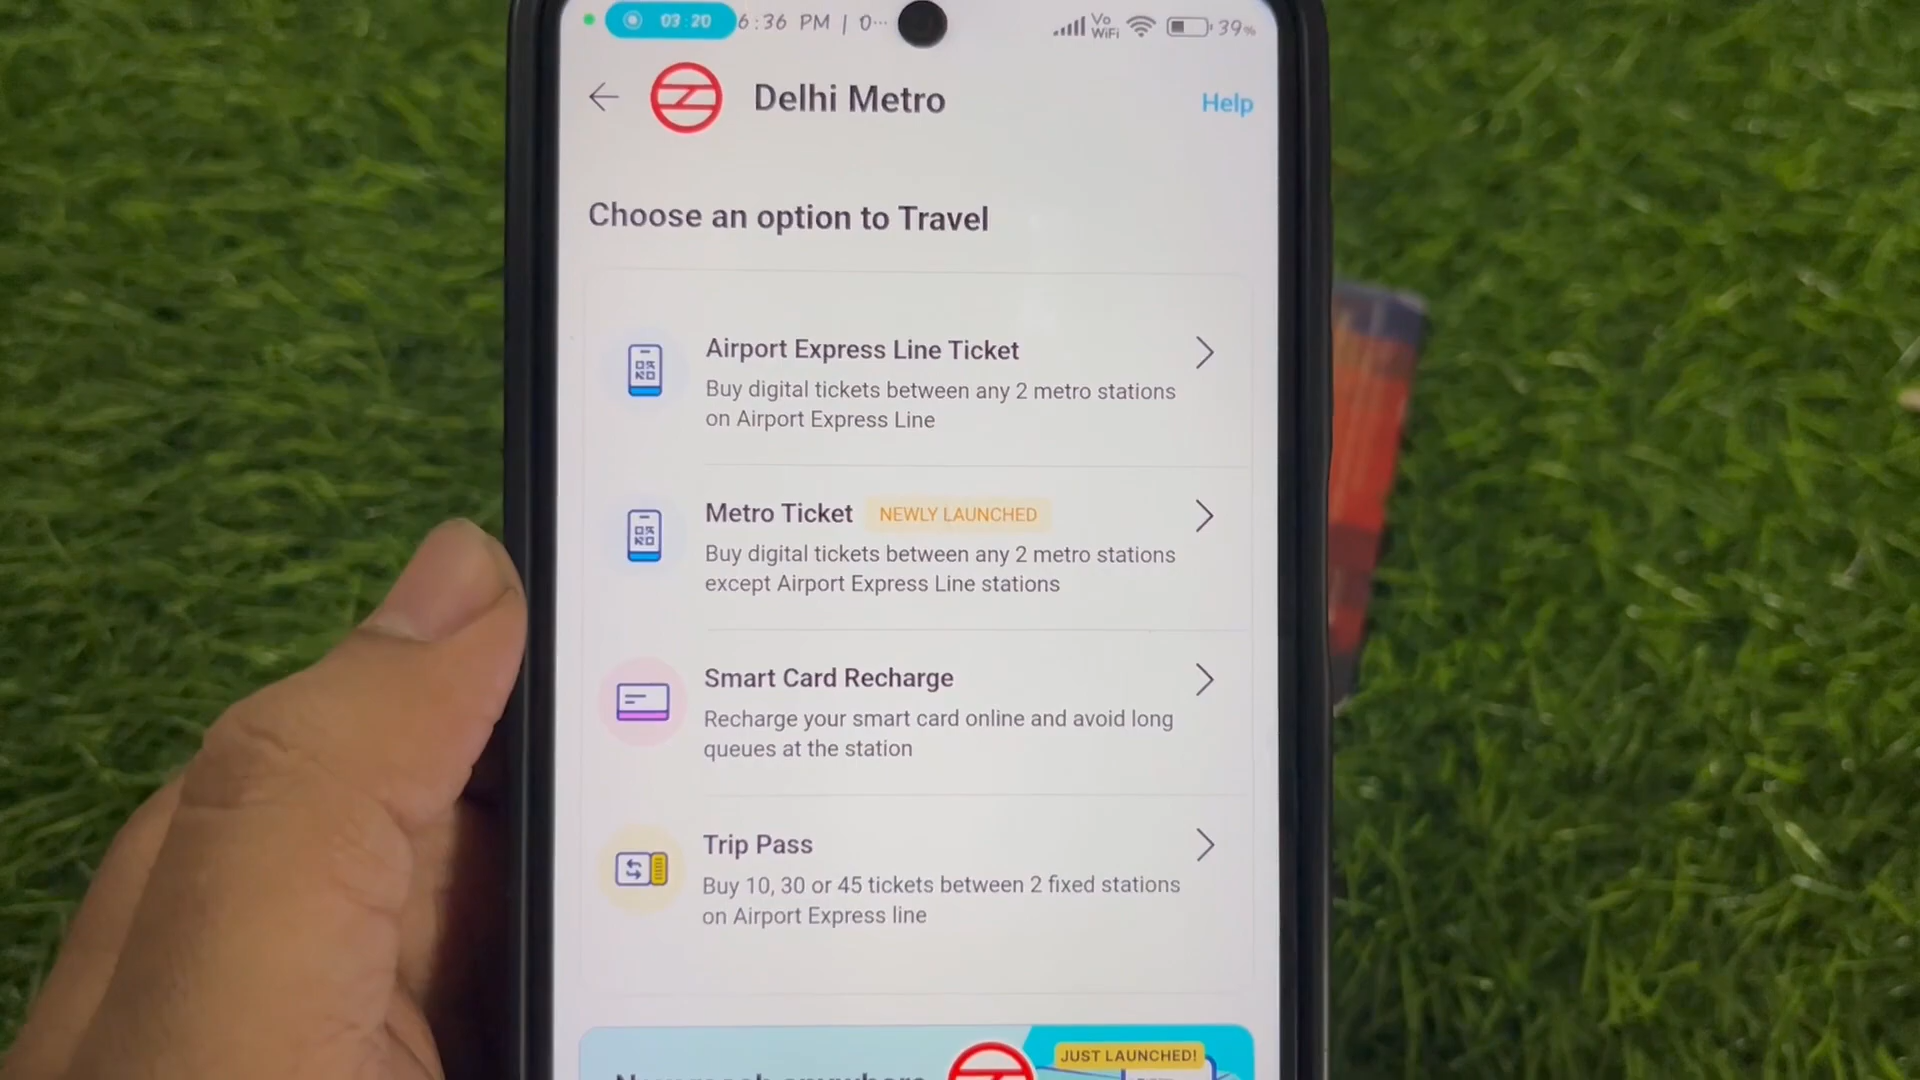 03:20 6:36 PM | 0··· Vo WiFi 39%
Delhi Metro Help
Choose an option to Travel
Airport Express Line Ticket
Buy digital tickets between any 2 metro stations
on Airport Express Line
Metro Ticket NEWLY LAUNCHED
Buy digital tickets between any 2 metro stations
except Airport Express Line stations
Smart Card Recharge
Recharge your smart card online and avoid long
queues at the station
Trip Pass
Buy 10, 30 or 45 tickets between 2 fixed stations
on Airport Express line
JUST LAUNCHED!